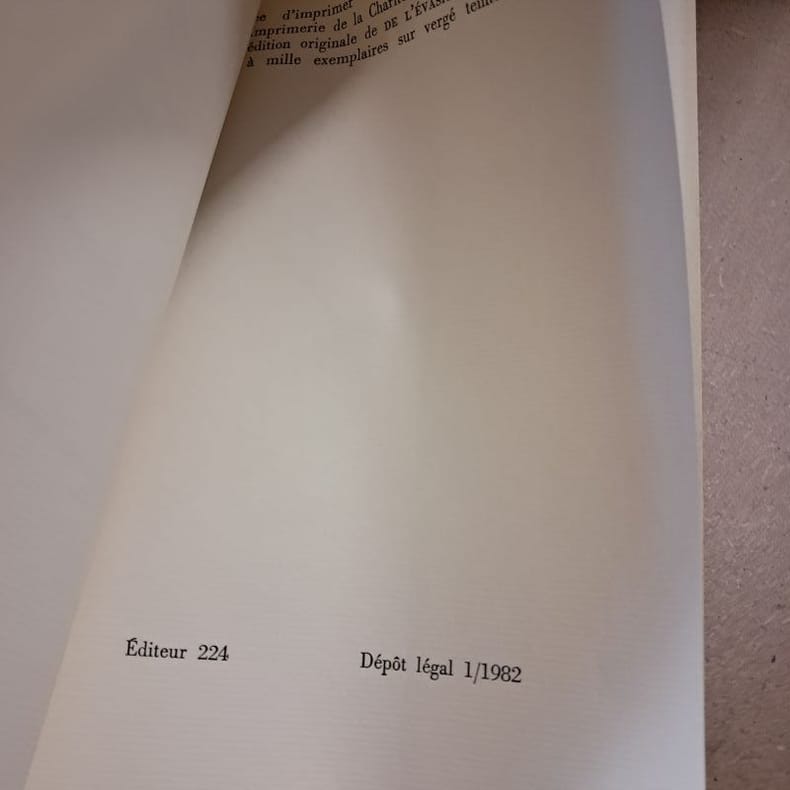 d'imprimer
imprimerie de la
édition originale de DE L'ÉVAS
à mille exemplaires sur vergé
Éditeur 224
Dépôt légal 1/1982